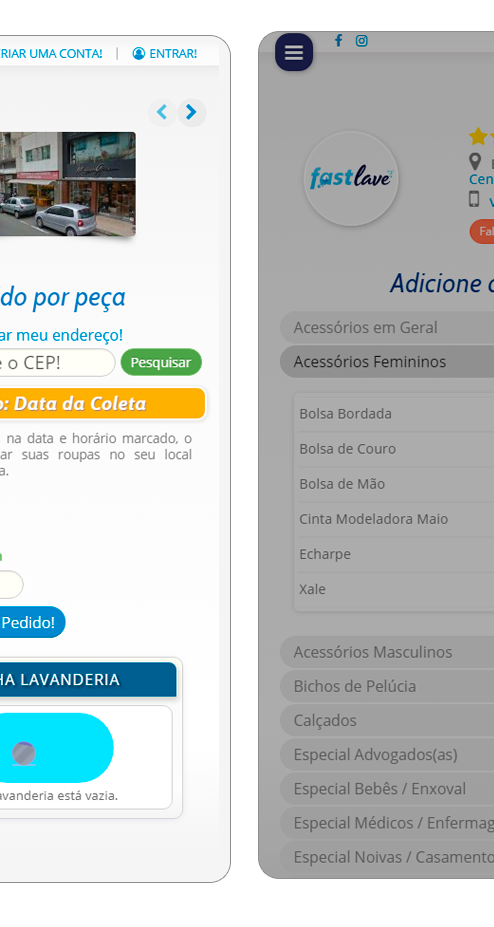 RIAR UMA CONTA! | ENTRAR!
do por peça
ar meu endereço!
e o CEP! Pesquisar
o: Data da Coleta
na data e horário marcado, o
ar suas roupas no seu local
a.
Pedido!
HA LAVANDERIA
avanderia está vazia.
fastlave
Cen
Fal
Adicione
Acessórios em Geral
Acessórios Femininos
Bolsa Bordada
Bolsa de Couro
Bolsa de Mão
Cinta Modeladora Maio
Echarpe
Xale
Acessórios Masculinos
Bichos de Pelúcia
Calçados
Especial Advogados(as)
Especial Bebês / Enxoval
Especial Médicos / Enfermag
Especial Noivas / Casamento